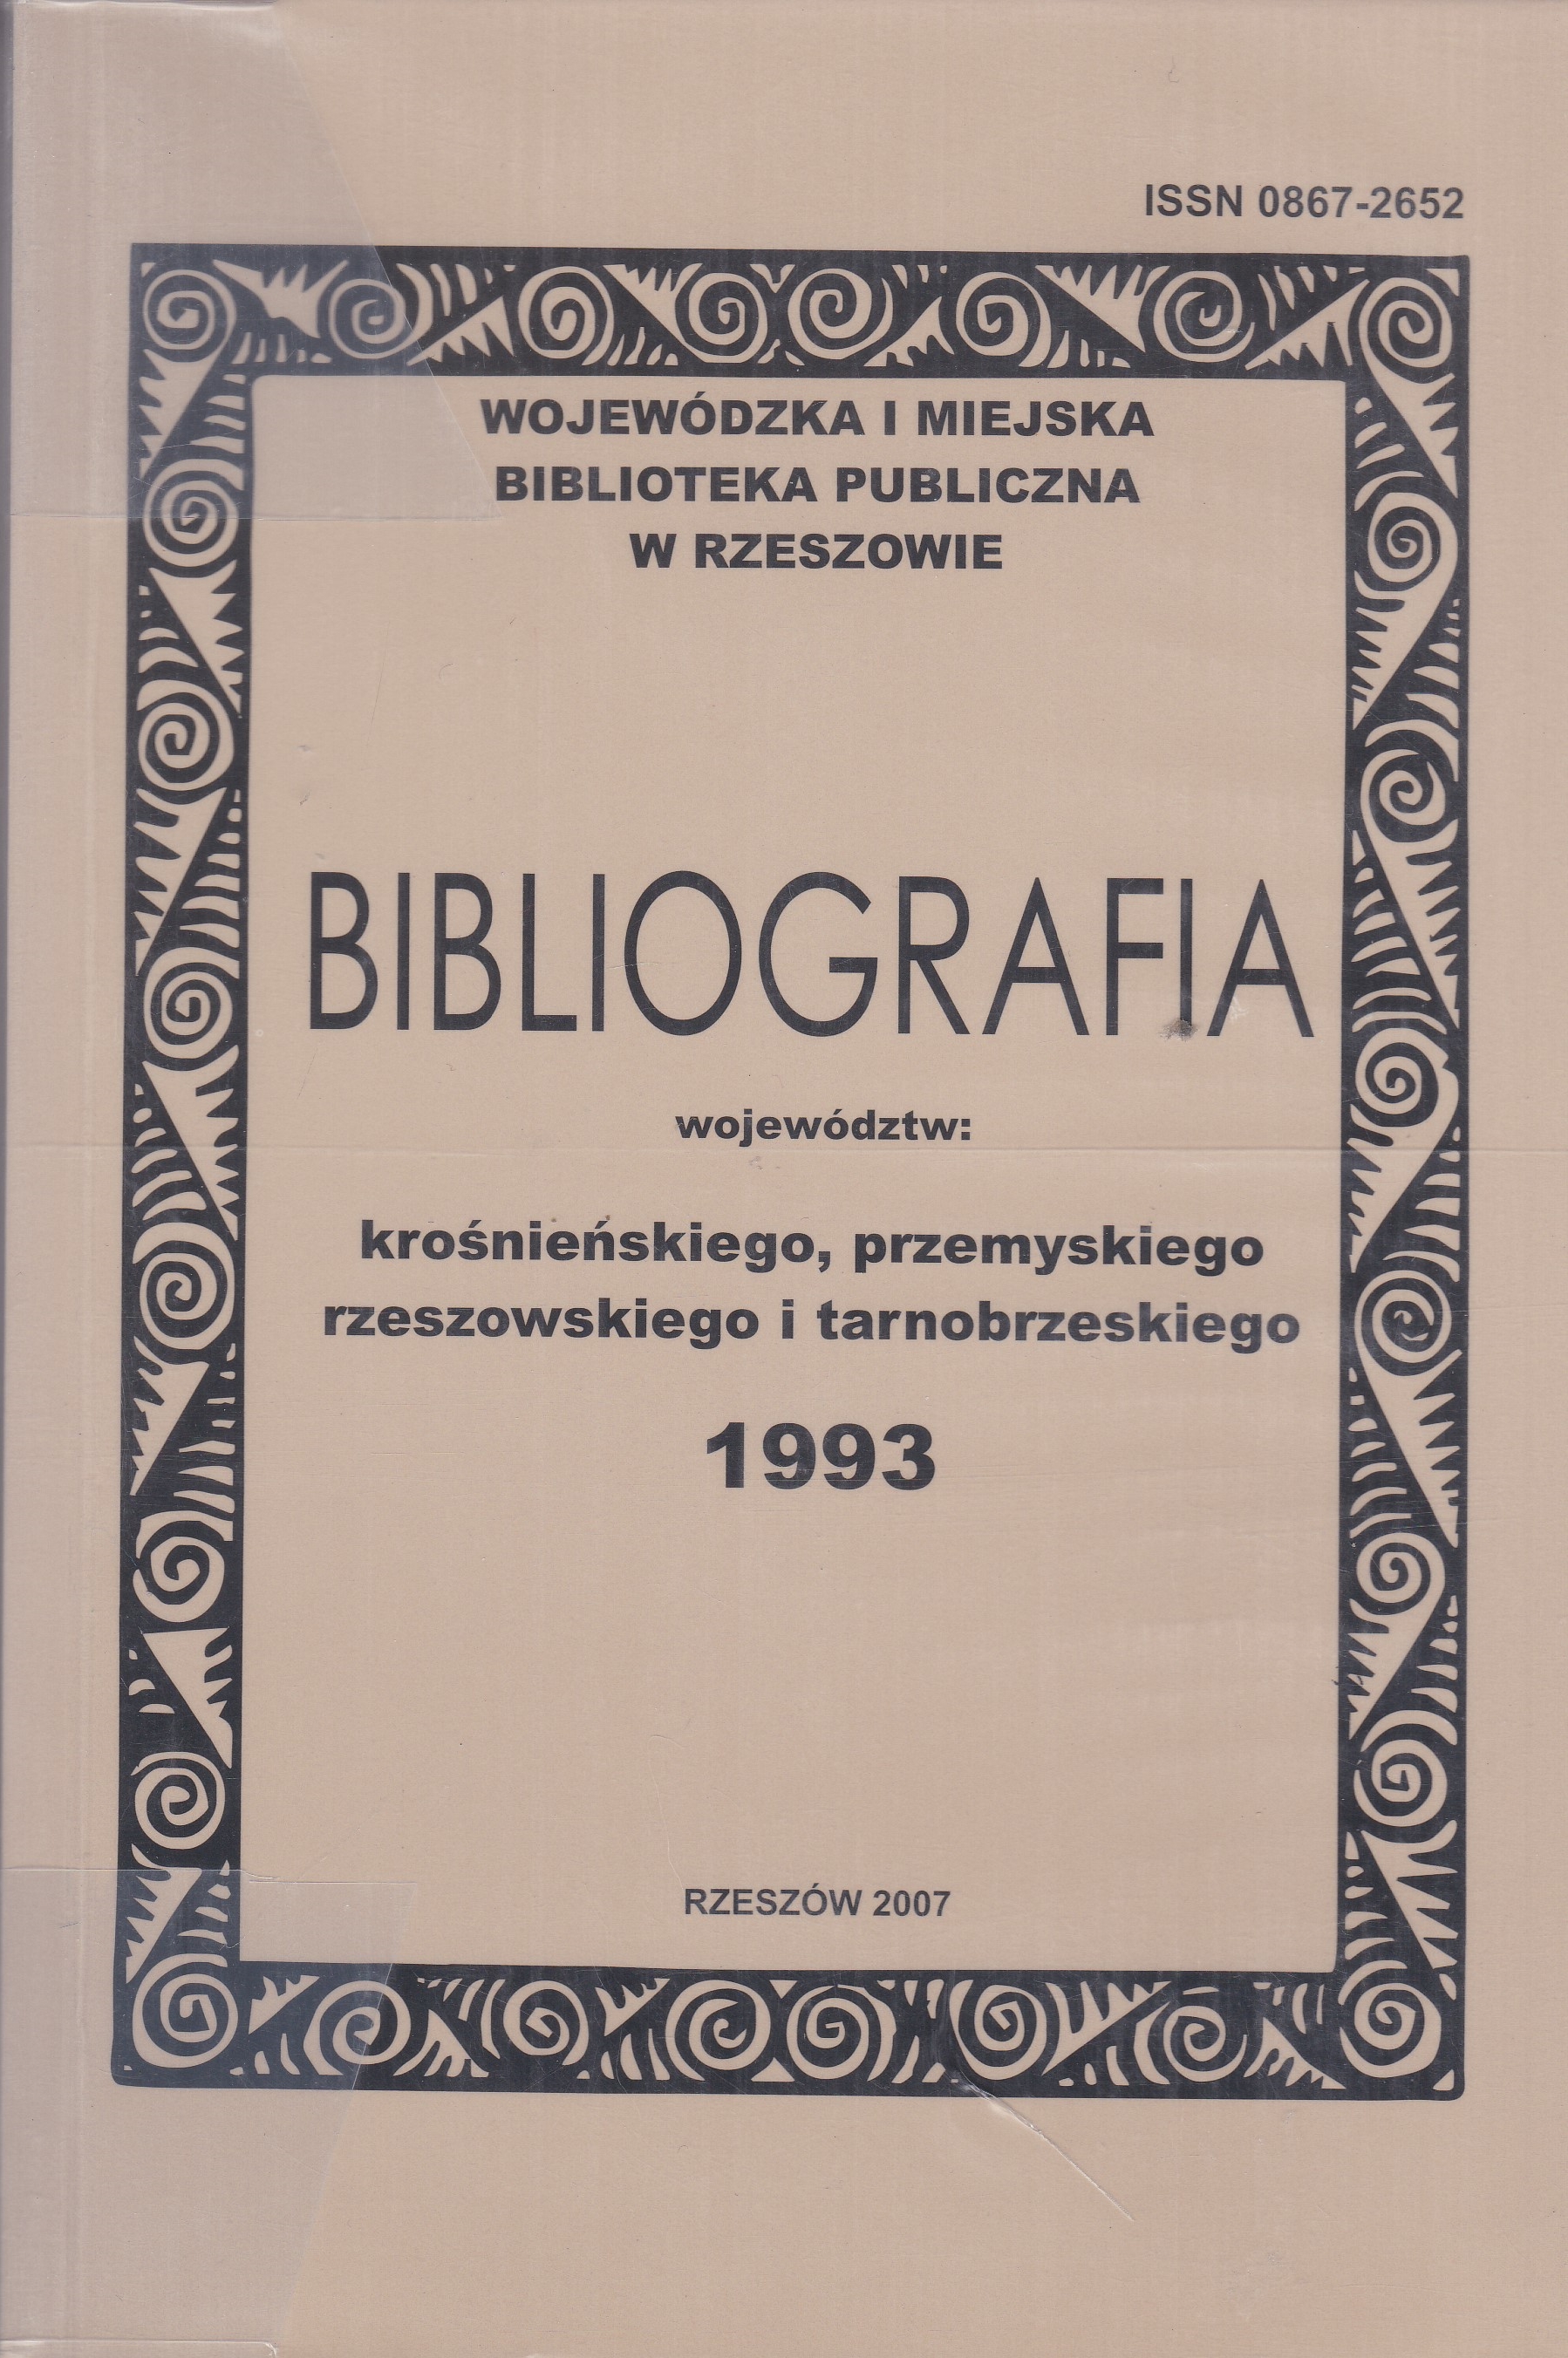 ISSN 0867-2652
WOJEWÓDZKA I MIEJSKA
BIBLIOTEKA PUBLICZNA
W RZESZOWIE
BIBLIOGRAFIA
województw:
krośnieńskiego, przemyskiego
rzeszowskiego i tarnobrzeskiego
1993
RZESZÓW 2007